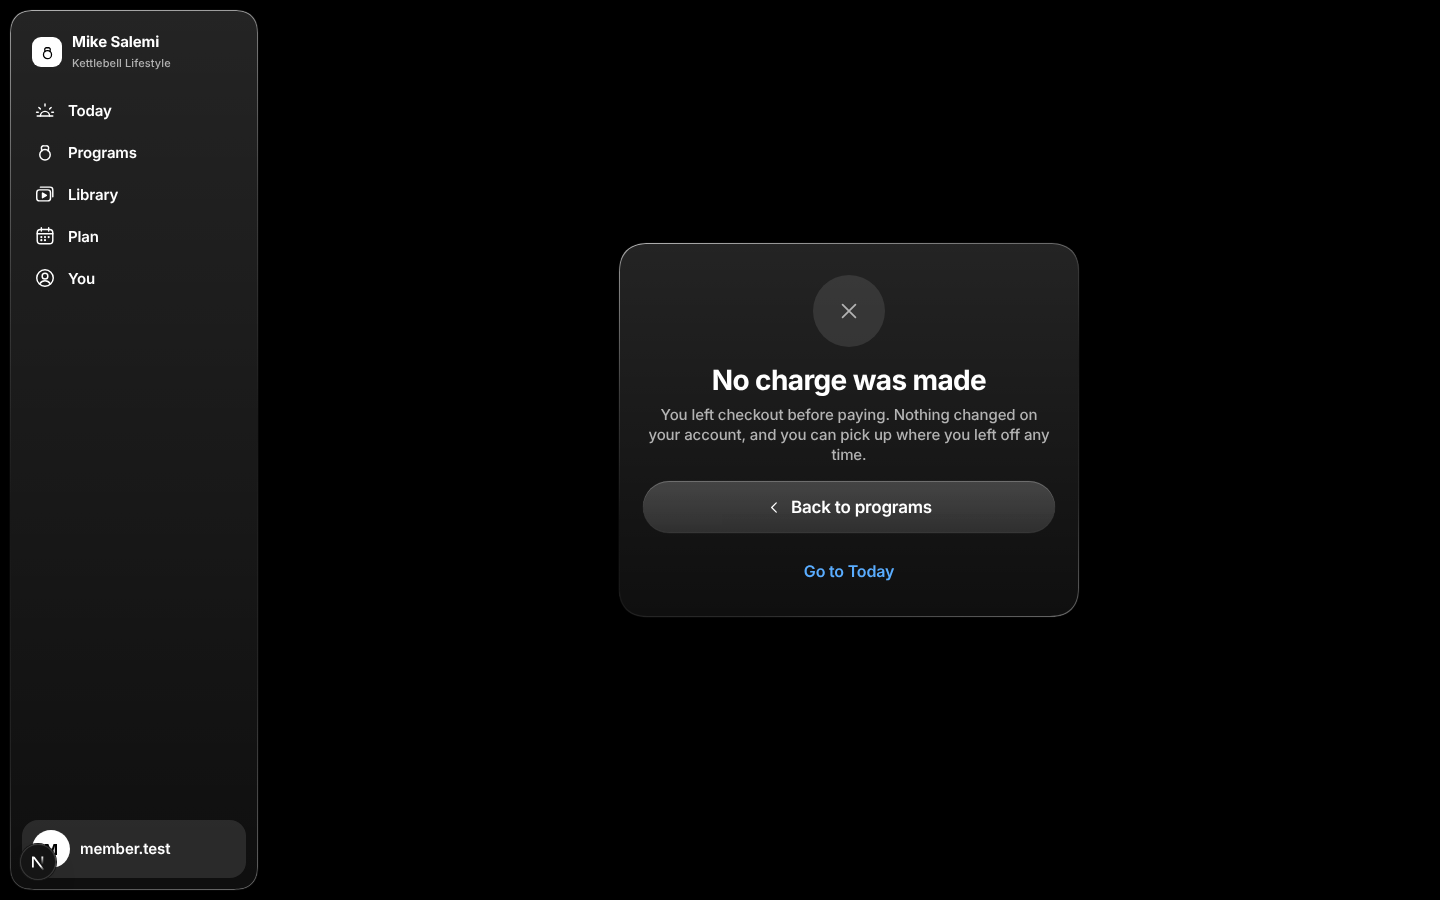 Mike Salemi
Kettlebell Lifestyle
Today
Programs
Library
Plan
You
No charge was made
You left checkout before paying. Nothing changed on
your account, and you can pick up where you left off any
time.
Back to programs
Go to Today
M
N
member.test